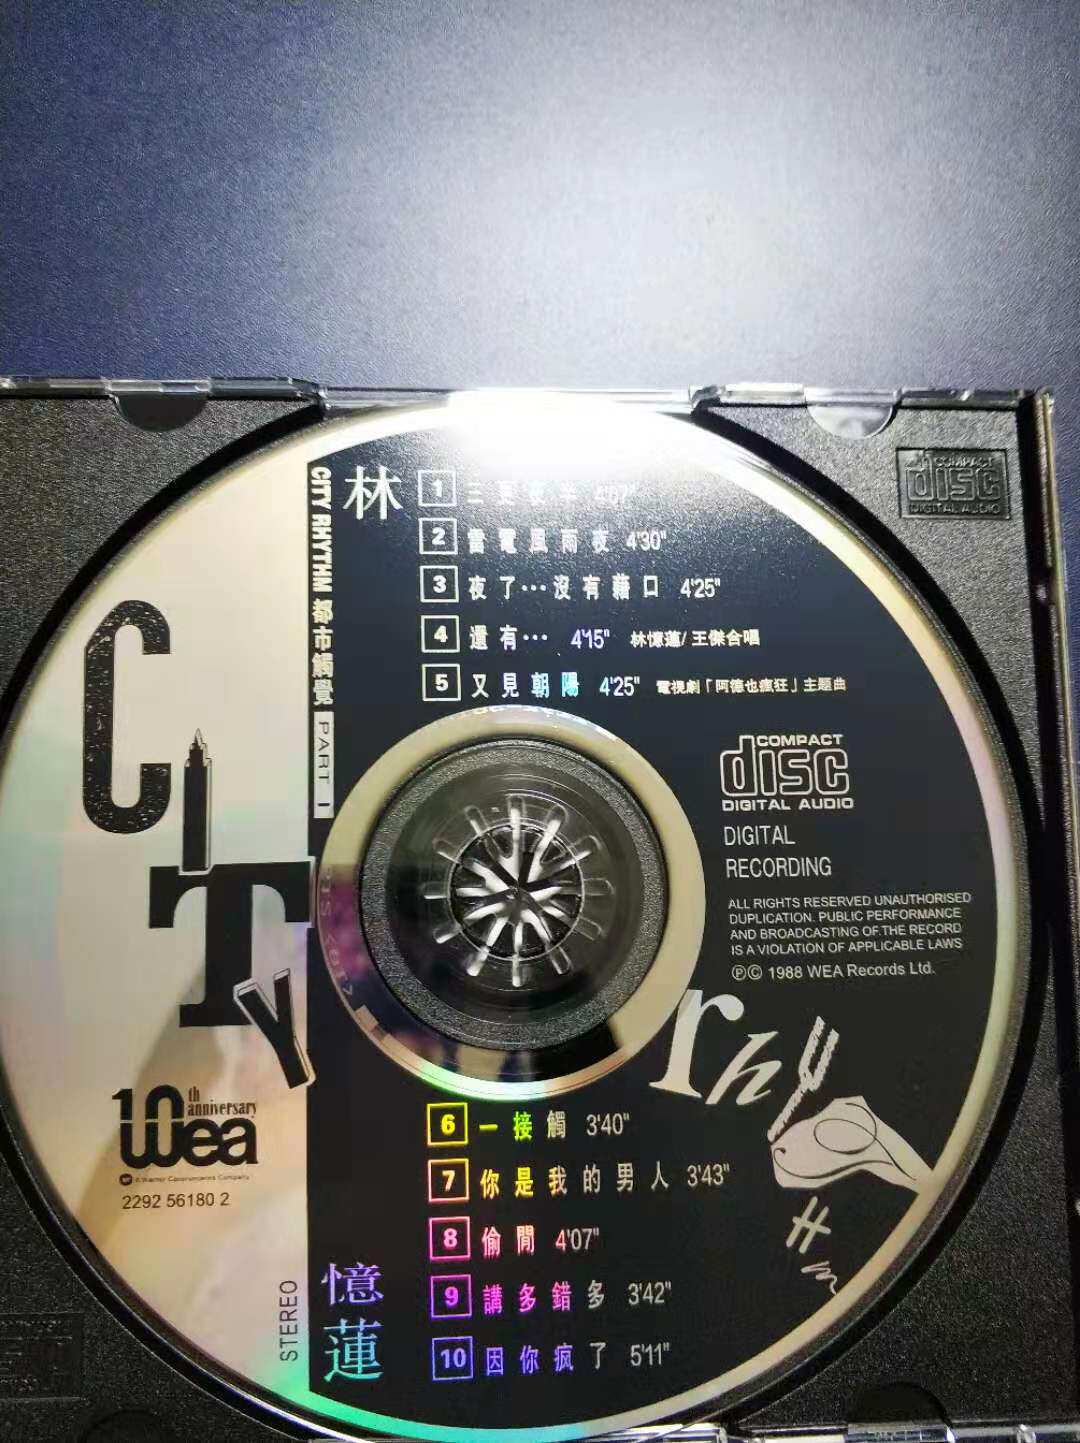 CITY RHYTHM 都市觸覺 PART I
林
1 三更夜半 4'07"
2 雷電風雨夜 4'30"
3 夜了…沒有藉口 4'25"
4 還有… 4'15" 林憶蓮/王傑合唱
5 又見朝陽 4'25" 電視劇「阿德也瘋狂」主題曲
COMPACT
disc
DIGITAL AUDIO
COMPACT
disc
DIGITAL AUDIO
DIGITAL
RECORDING
ALL RIGHTS RESERVED UNAUTHORISED
DUPLICATION. PUBLIC PERFORMANCE
AND BROADCASTING OF THE RECORD
IS A VIOLATION OF APPLICABLE LAWS
ⓅⒸ 1988 WEA Records Ltd.
CITY
rhyTHm
10th anniversary
wea
A Warner Communications Company
2292 56180 2
STEREO
6 一接觸 3'40"
7 你是我的男人 3'43"
8 偷閒 4'07"
9 講多錯多 3'42"
10 因你瘋了 5'11"
憶
蓮